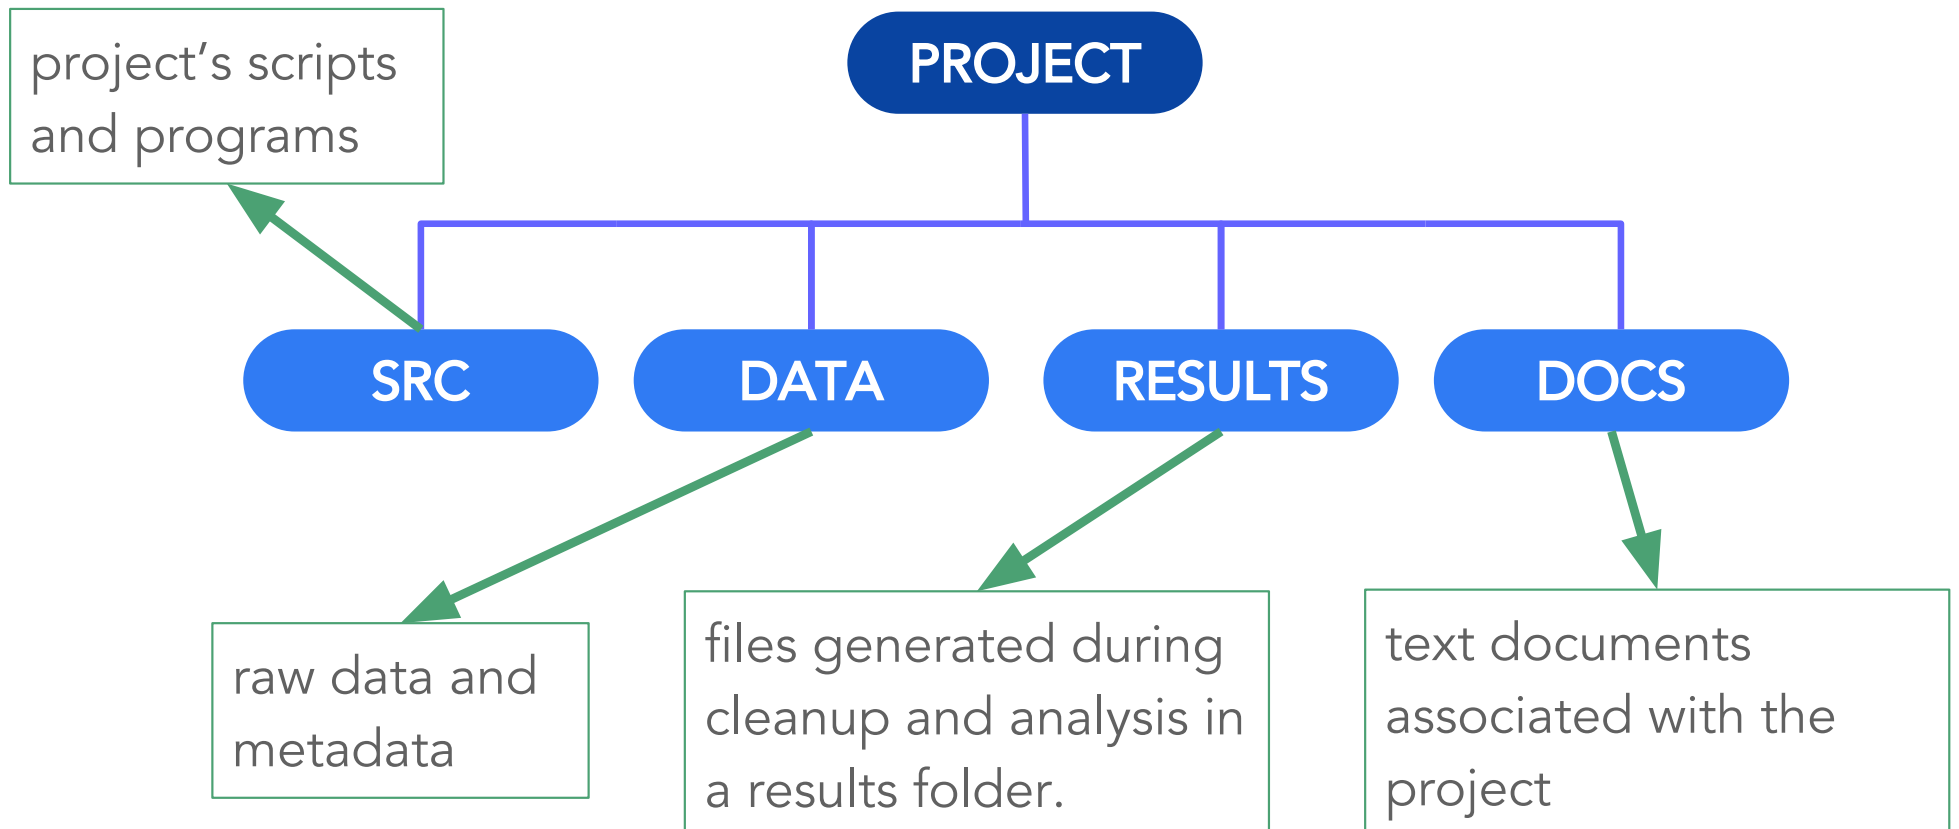 project’s scripts
and programs
PROJECT
SRC
DATA
RESULTS
DOCS
raw data and
metadata
files generated during
cleanup and analysis in
a results folder.
text documents
associated with the
project